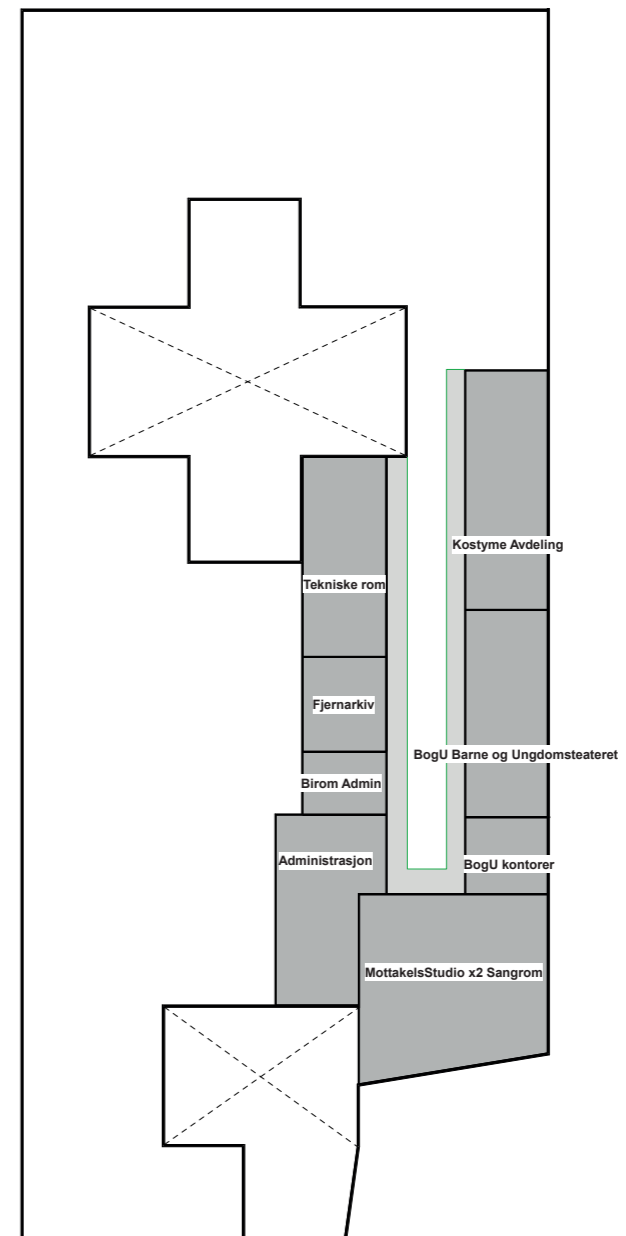 Kostyme Avdeling
Tekniske rom
Fjernarkiv
BogU Barne og Ungdomsteateret
Birom Admin
Administrasjon
BogU kontorer
MottakelsStudio x2 Sangrom